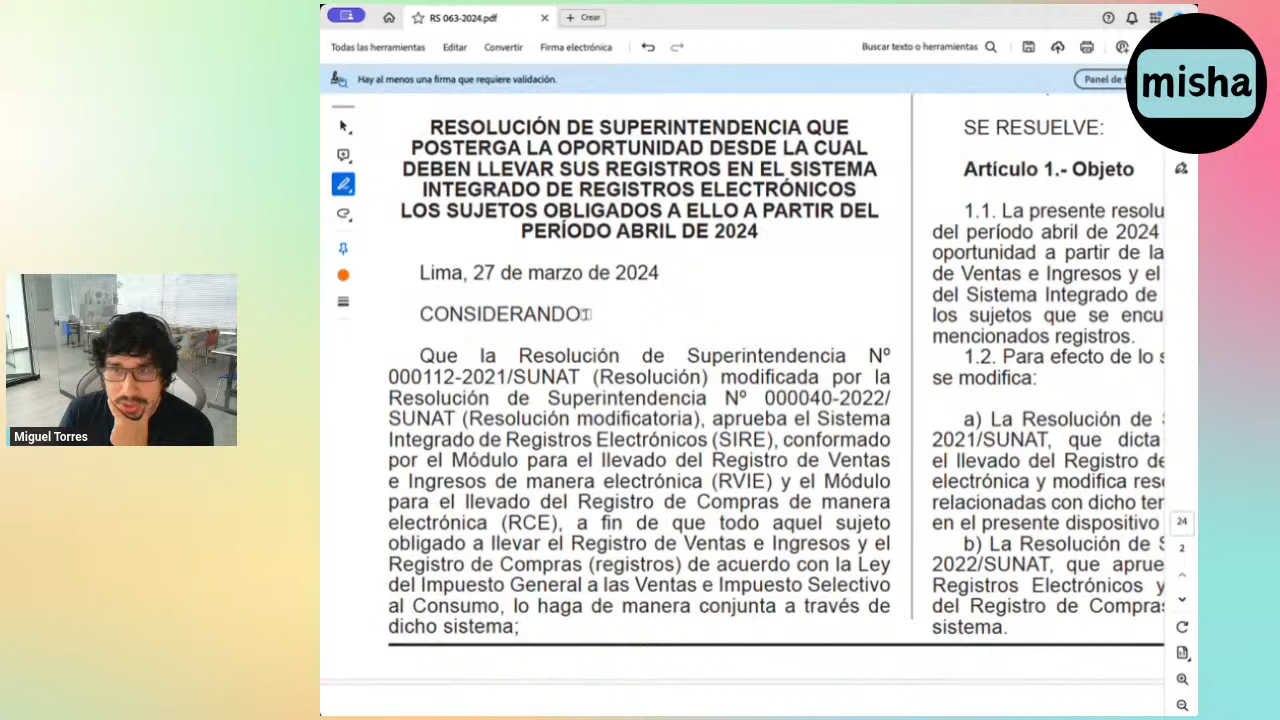 RS 063-2024.pdf
Crear
Todas las herramientas
Editar
Convertir
Firma electrónica
Buscar texto o herramientas
Hay al menos una firma que requiere validación.
Panel de
misha
RESOLUCIÓN DE SUPERINTENDENCIA QUE
POSTERGA LA OPORTUNIDAD DESDE LA CUAL
DEBEN LLEVAR SUS REGISTROS EN EL SISTEMA
INTEGRADO DE REGISTROS ELECTRÓNICOS
LOS SUJETOS OBLIGADOS A ELLO A PARTIR DEL
PERÍODO ABRIL DE 2024
Lima, 27 de marzo de 2024
CONSIDERANDO:
Que la Resolución de Superintendencia Nº
000112-2021/SUNAT (Resolución) modificada por la
Resolución de Superintendencia Nº 000040-2022/
SUNAT (Resolución modificatoria), aprueba el Sistema
Integrado de Registros Electrónicos (SIRE), conformado
por el Módulo para el llevado del Registro de Ventas
e Ingresos de manera electrónica (RVIE) y el Módulo
para el llevado del Registro de Compras de manera
electrónica (RCE), a fin de que todo aquel sujeto
obligado a llevar el Registro de Ventas e Ingresos y el
Registro de Compras (registros) de acuerdo con la Ley
del Impuesto General a las Ventas e Impuesto Selectivo
al Consumo, lo haga de manera conjunta a través de
dicho sistema;
SE RESUELVE:
Artículo 1.- Objeto
1.1. La presente resolu
del período abril de 2024
oportunidad a partir de la
de Ventas e Ingresos y el
del Sistema Integrado de
los sujetos que se encu
mencionados registros.
1.2. Para efecto de lo s
se modifica:
a) La Resolución de
2021/SUNAT, que dicta
el llevado del Registro de
electrónica y modifica reso
relacionadas con dicho ter
en el presente dispositivo
b) La Resolución de S
2022/SUNAT, que aprue
Registros Electrónicos y
del Registro de Compras
sistema.
24
2
Miguel Torres